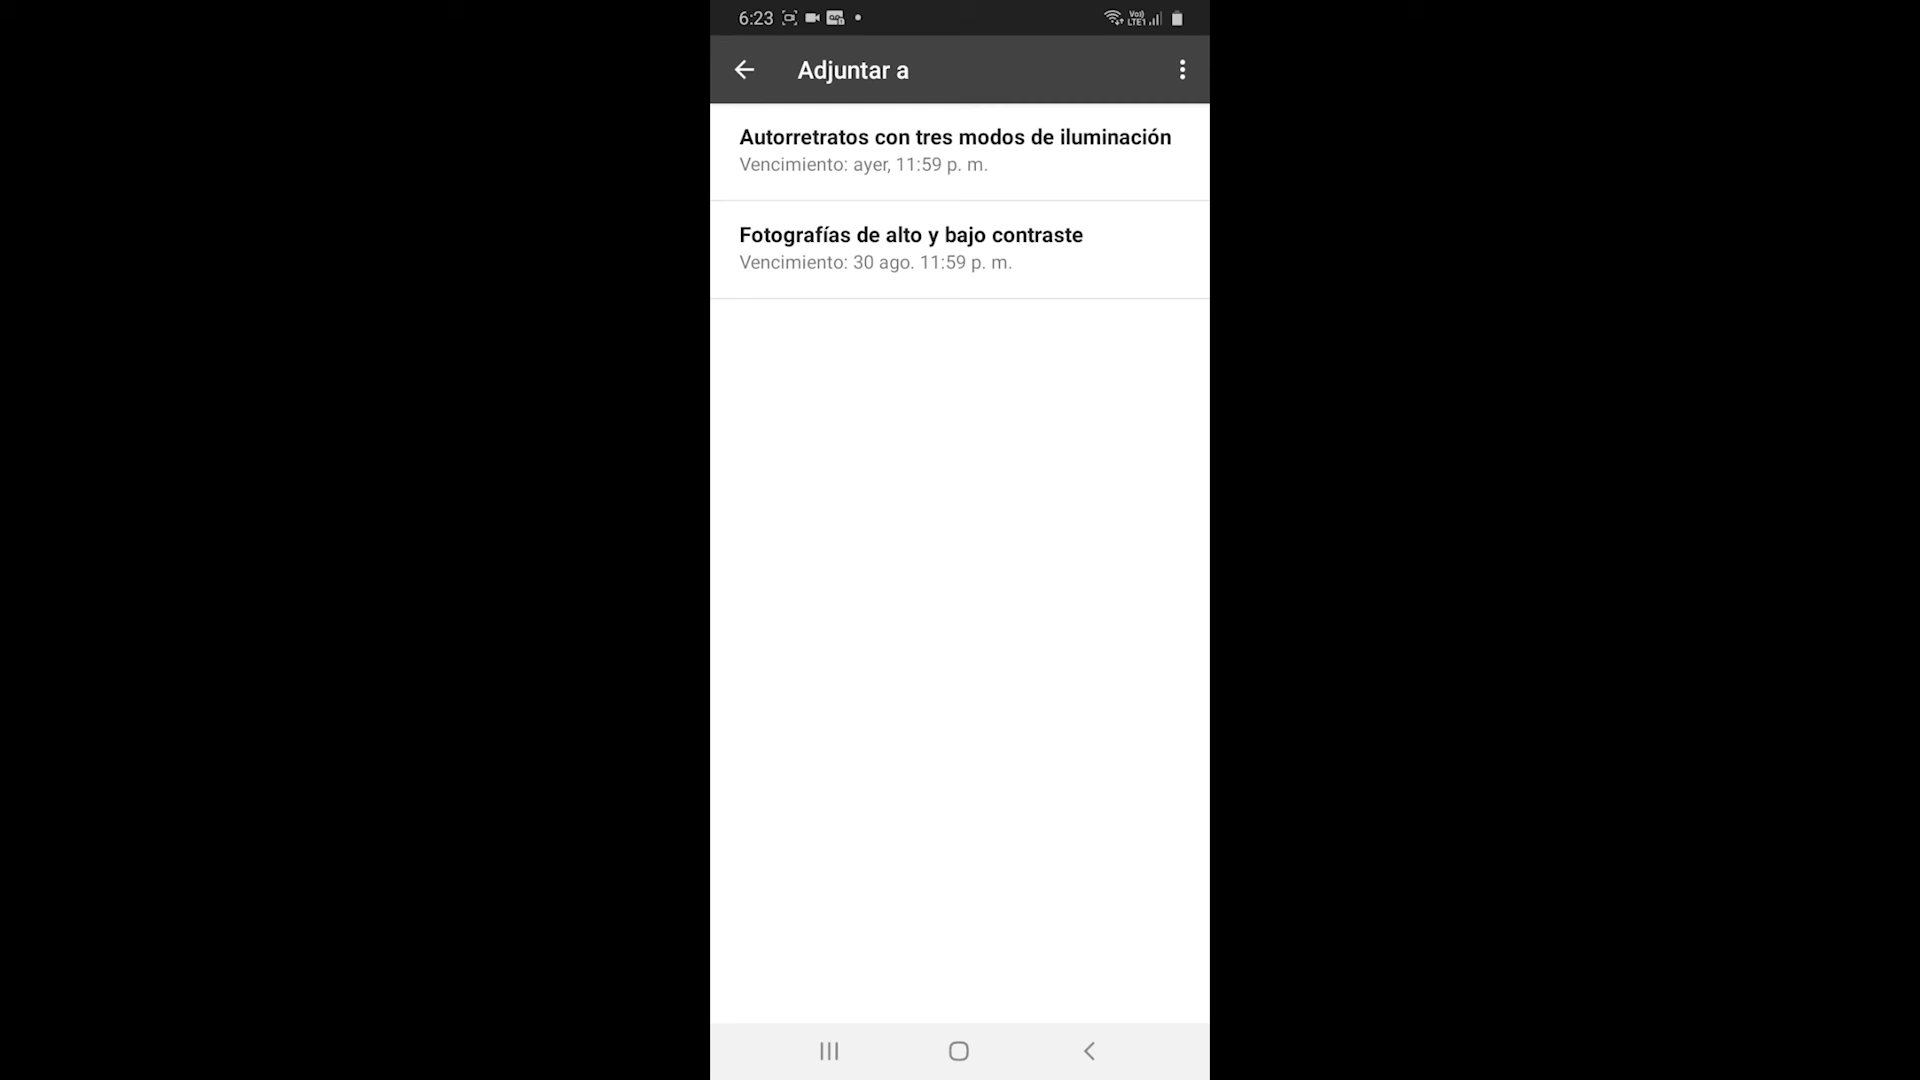 6:23
Adjuntar a
Autorretratos con tres modos de iluminación
Vencimiento: ayer, 11:59 p. m.
Fotografías de alto y bajo contraste
Vencimiento: 30 ago. 11:59 p. m.